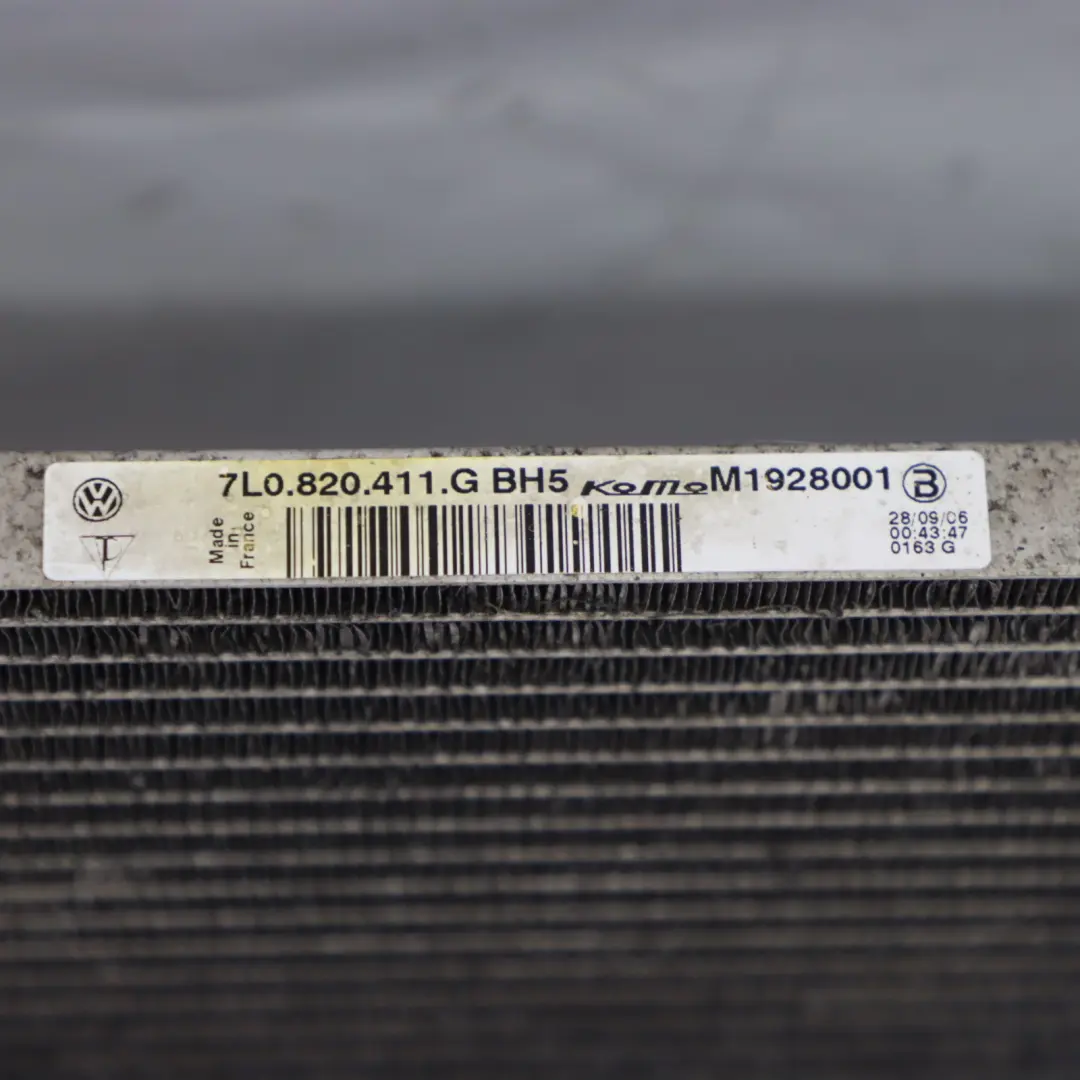 7L0.820.411.G BH5 KoMo M1928001 B
Made
in
France
28/09/06
00:43:47
0163 G